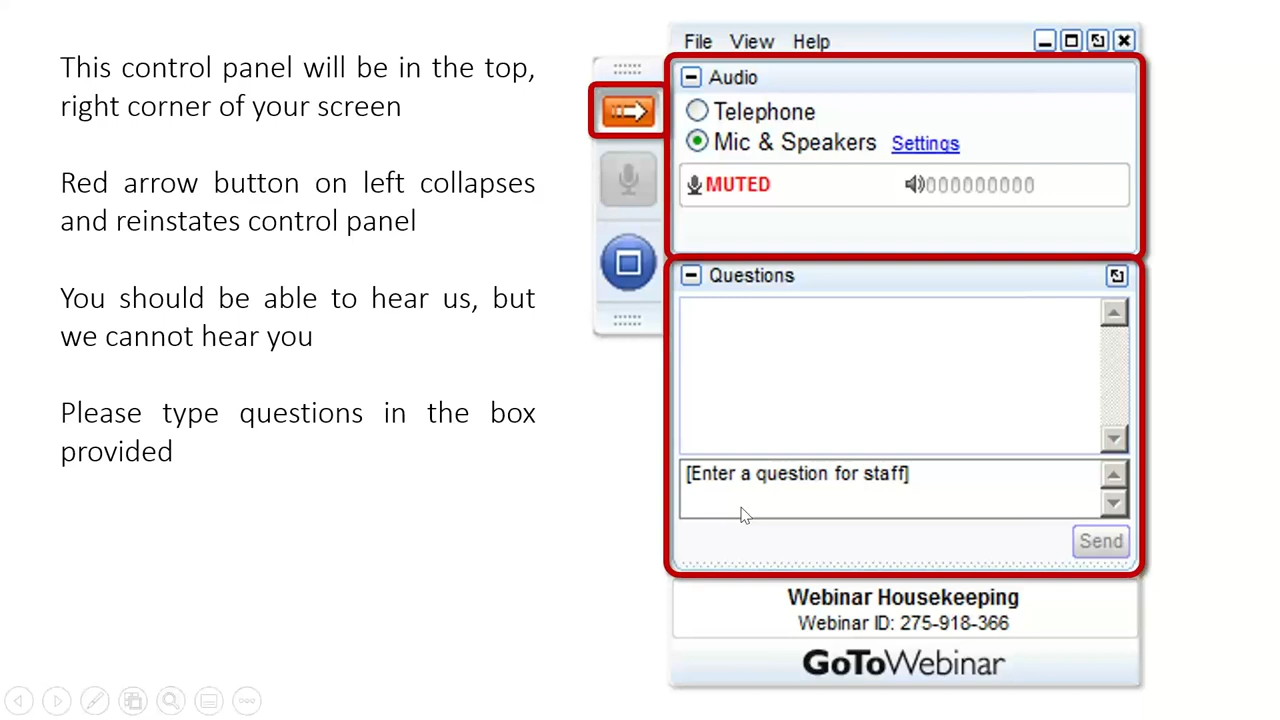 This control panel will be in the top,
right corner of your screen
Red arrow button on left collapses
and reinstates control panel
You should be able to hear us, but
we cannot hear you
Please type questions in the box
provided
File View Help
Audio
Telephone
Mic & Speakers Settings
MUTED 000000000
Questions
[Enter a question for staff]
Send
Webinar Housekeeping
Webinar ID: 275-918-366
GoToWebinar